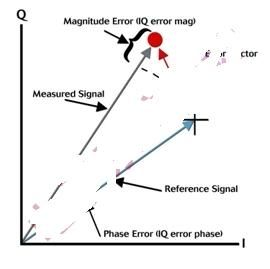 Q
Magnitude Error (IQ error mag)
Measured Signal
Reference Signal
Phase Error (IQ error phase)
I